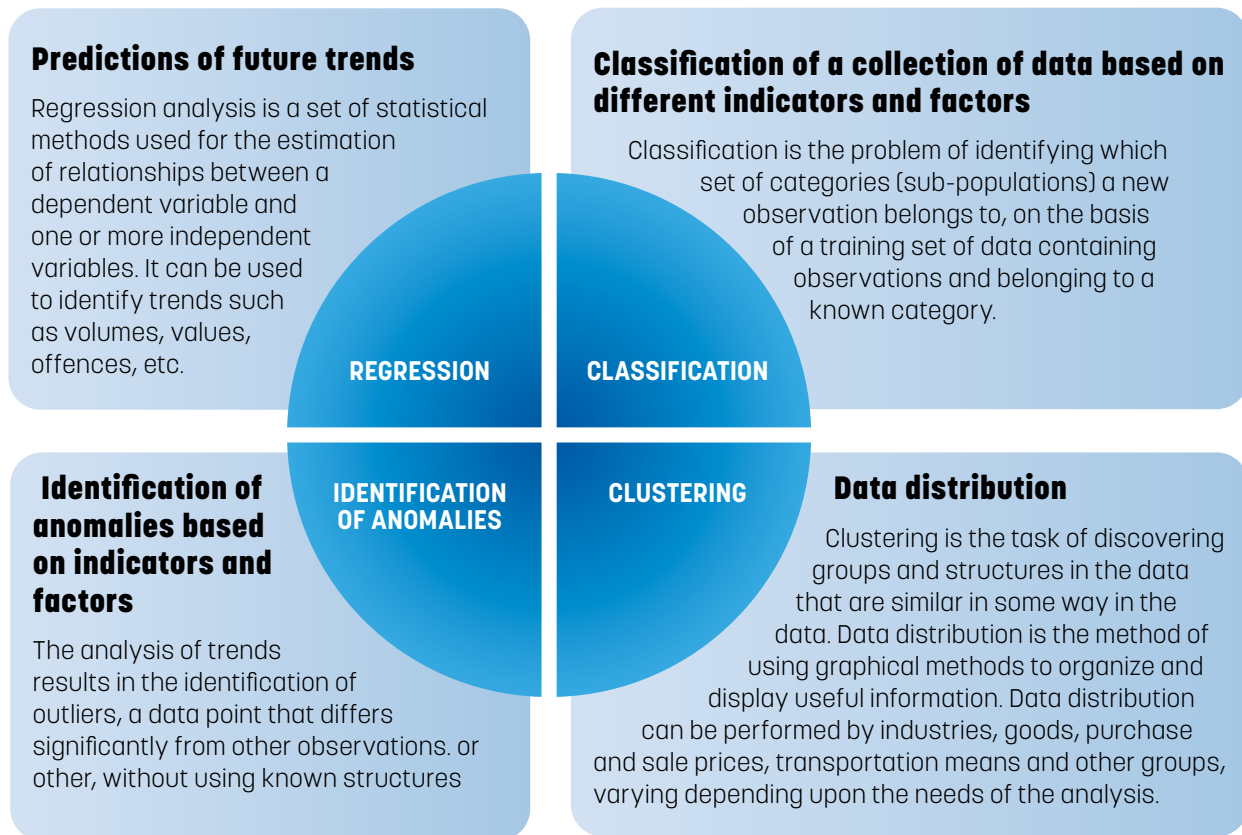 Predictions of future trends
Regression analysis is a set of statistical
methods used for the estimation
of relationships between a
dependent variable and
one or more independent
variables. It can be used
to identify trends such
as volumes, values,
offences, etc.
REGRESSION
Classification of a collection of data based on
different indicators and factors
Classification is the problem of identifying which
set of categories (sub-populations) a new
observation belongs to, on the basis
of a training set of data containing
observations and belonging to a
known category.
CLASSIFICATION
Identification of
anomalies based
on indicators and
factors
The analysis of trends
results in the identification of
outliers, a data point that differs
significantly from other observations. or
other, without using known structures
IDENTIFICATION
OF ANOMALIES
CLUSTERING
Data distribution
Clustering is the task of discovering
groups and structures in the data
that are similar in some way in the
data. Data distribution is the method of
using graphical methods to organize and
display useful information. Data distribution
can be performed by industries, goods, purchase
and sale prices, transportation means and other groups,
varying depending upon the needs of the analysis.